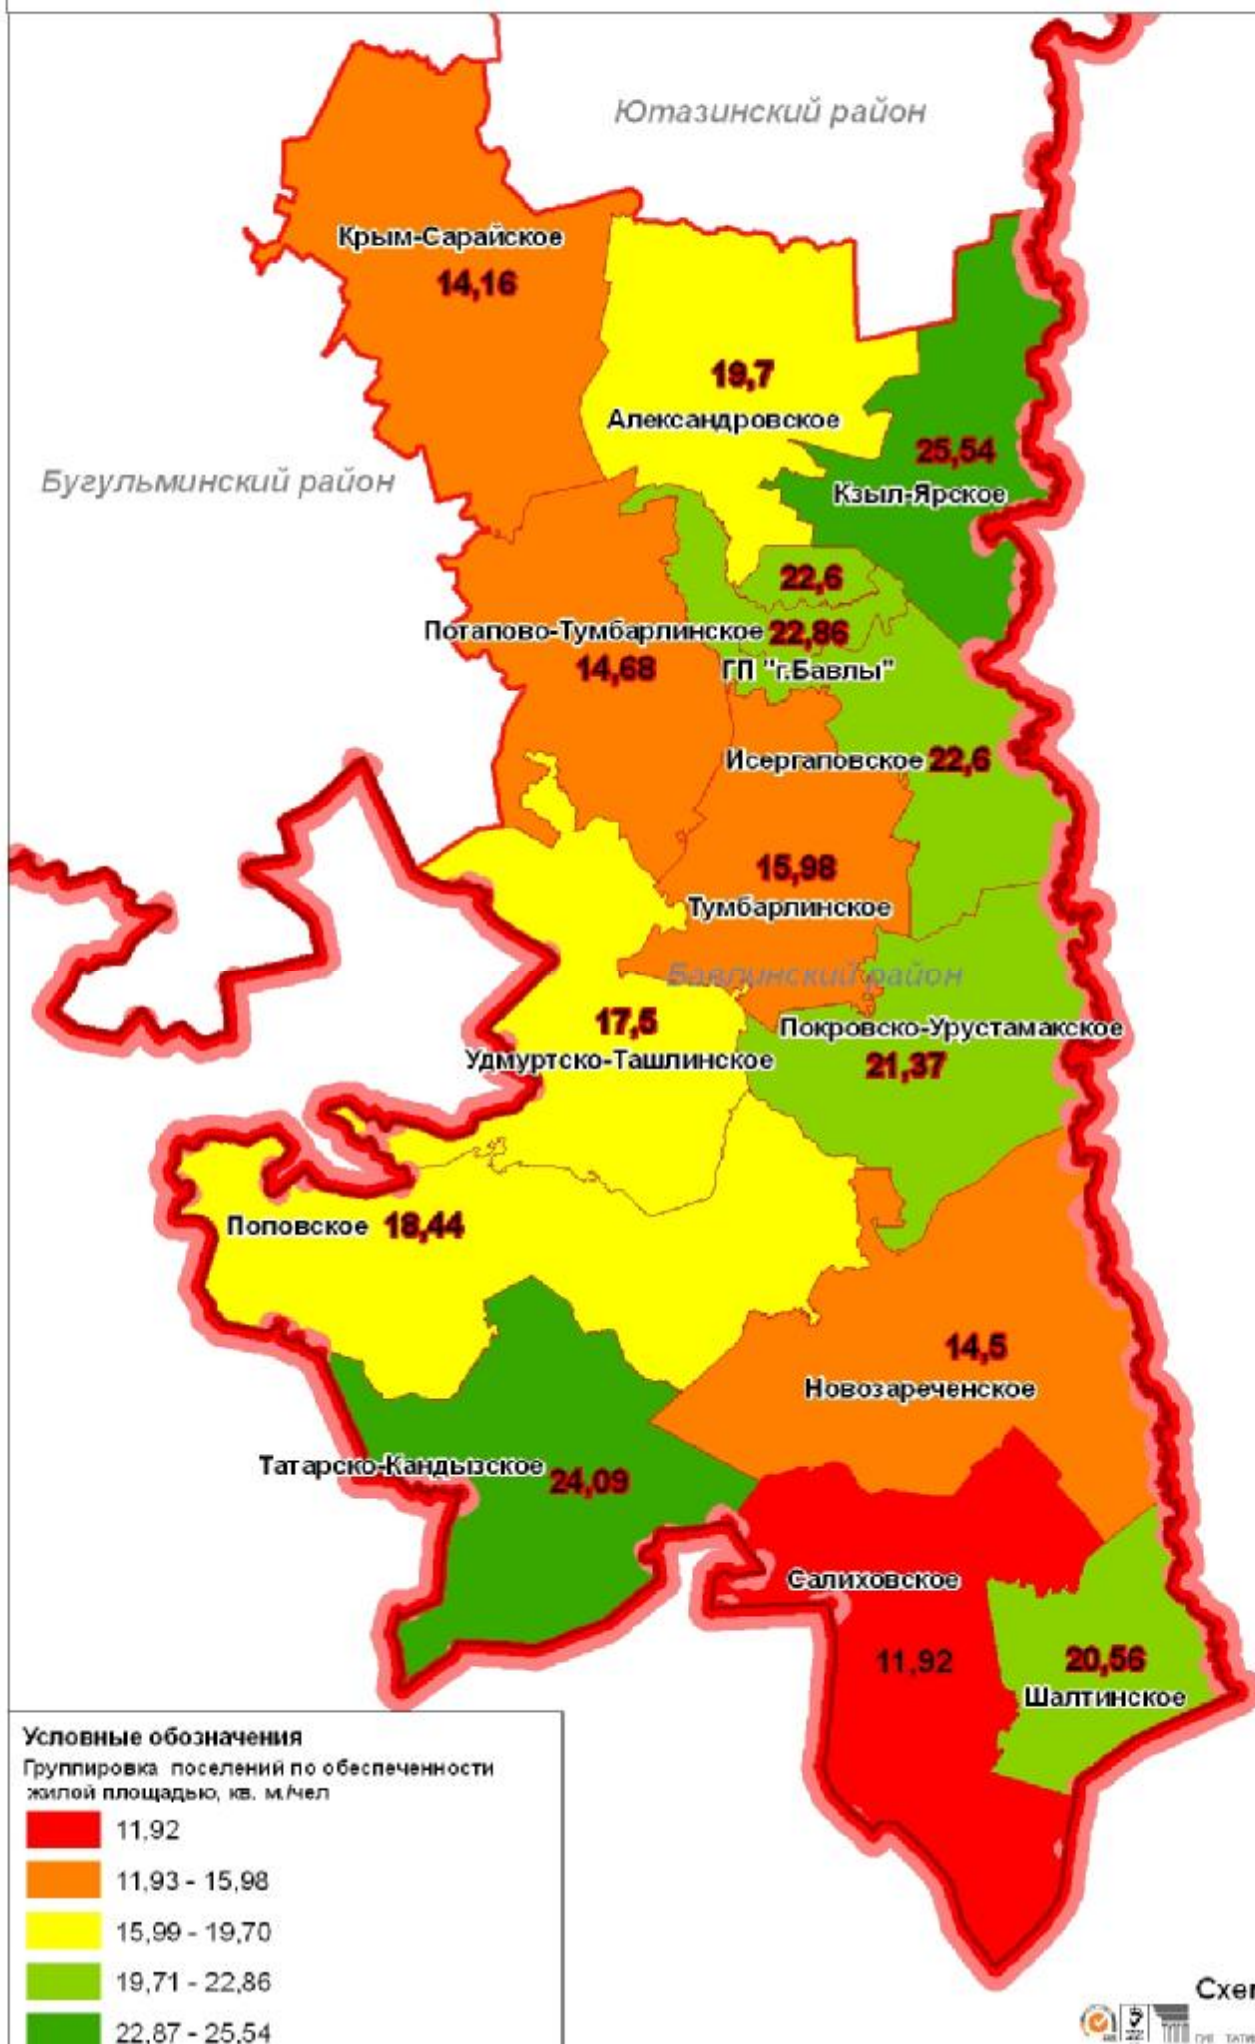 Ютазинский район
Крым-Сарайское
14,16
19,7
Александровское
25,54
Бугульминский район
Кзыл-Ярское
22,6
Потапово-Тумбарлинское 22,86
14,68
ГП "г.Бавлы"
Исергаповское 22,6
15,98
Тумбарлинское
Бавлинский район
17,5
Покровско-Урустамакское
Удмуртско-Ташлинское
21,37
Поповское 18,44
14,5
Новозареченское
Татарско-Кандызское 24,09
Салиховское
11,92
20,56
Шалтинское
Условные обозначения
Группировка поселений по обеспеченности
жилой площадью, кв. м./чел
11,92
11,93 - 15,98
15,99 - 19,70
19,71 - 22,86
22,87 - 25,54
Схем